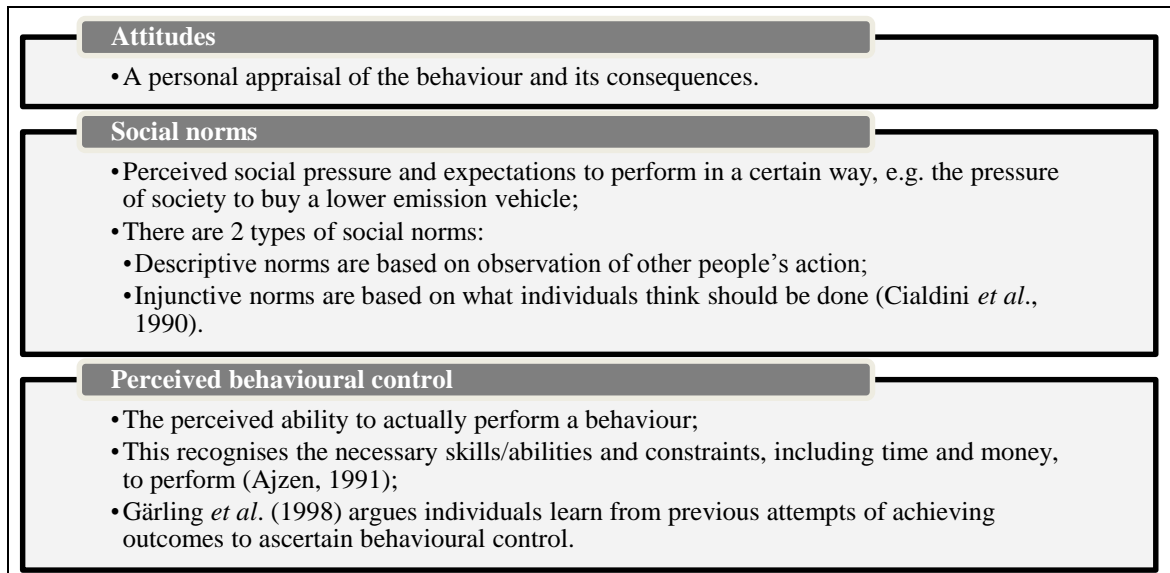 Attitudes
•A personal appraisal of the behaviour and its consequences.
Social norms
•Perceived social pressure and expectations to perform in a certain way, e.g. the pressure
of society to buy a lower emission vehicle;
•There are 2 types of social norms:
•Descriptive norms are based on observation of other people’s action;
•Injunctive norms are based on what individuals think should be done (Cialdini et al.,
1990).
Perceived behavioural control
•The perceived ability to actually perform a behaviour;
•This recognises the necessary skills/abilities and constraints, including time and money,
to perform (Ajzen, 1991);
•Gärling et al. (1998) argues individuals learn from previous attempts of achieving
outcomes to ascertain behavioural control.